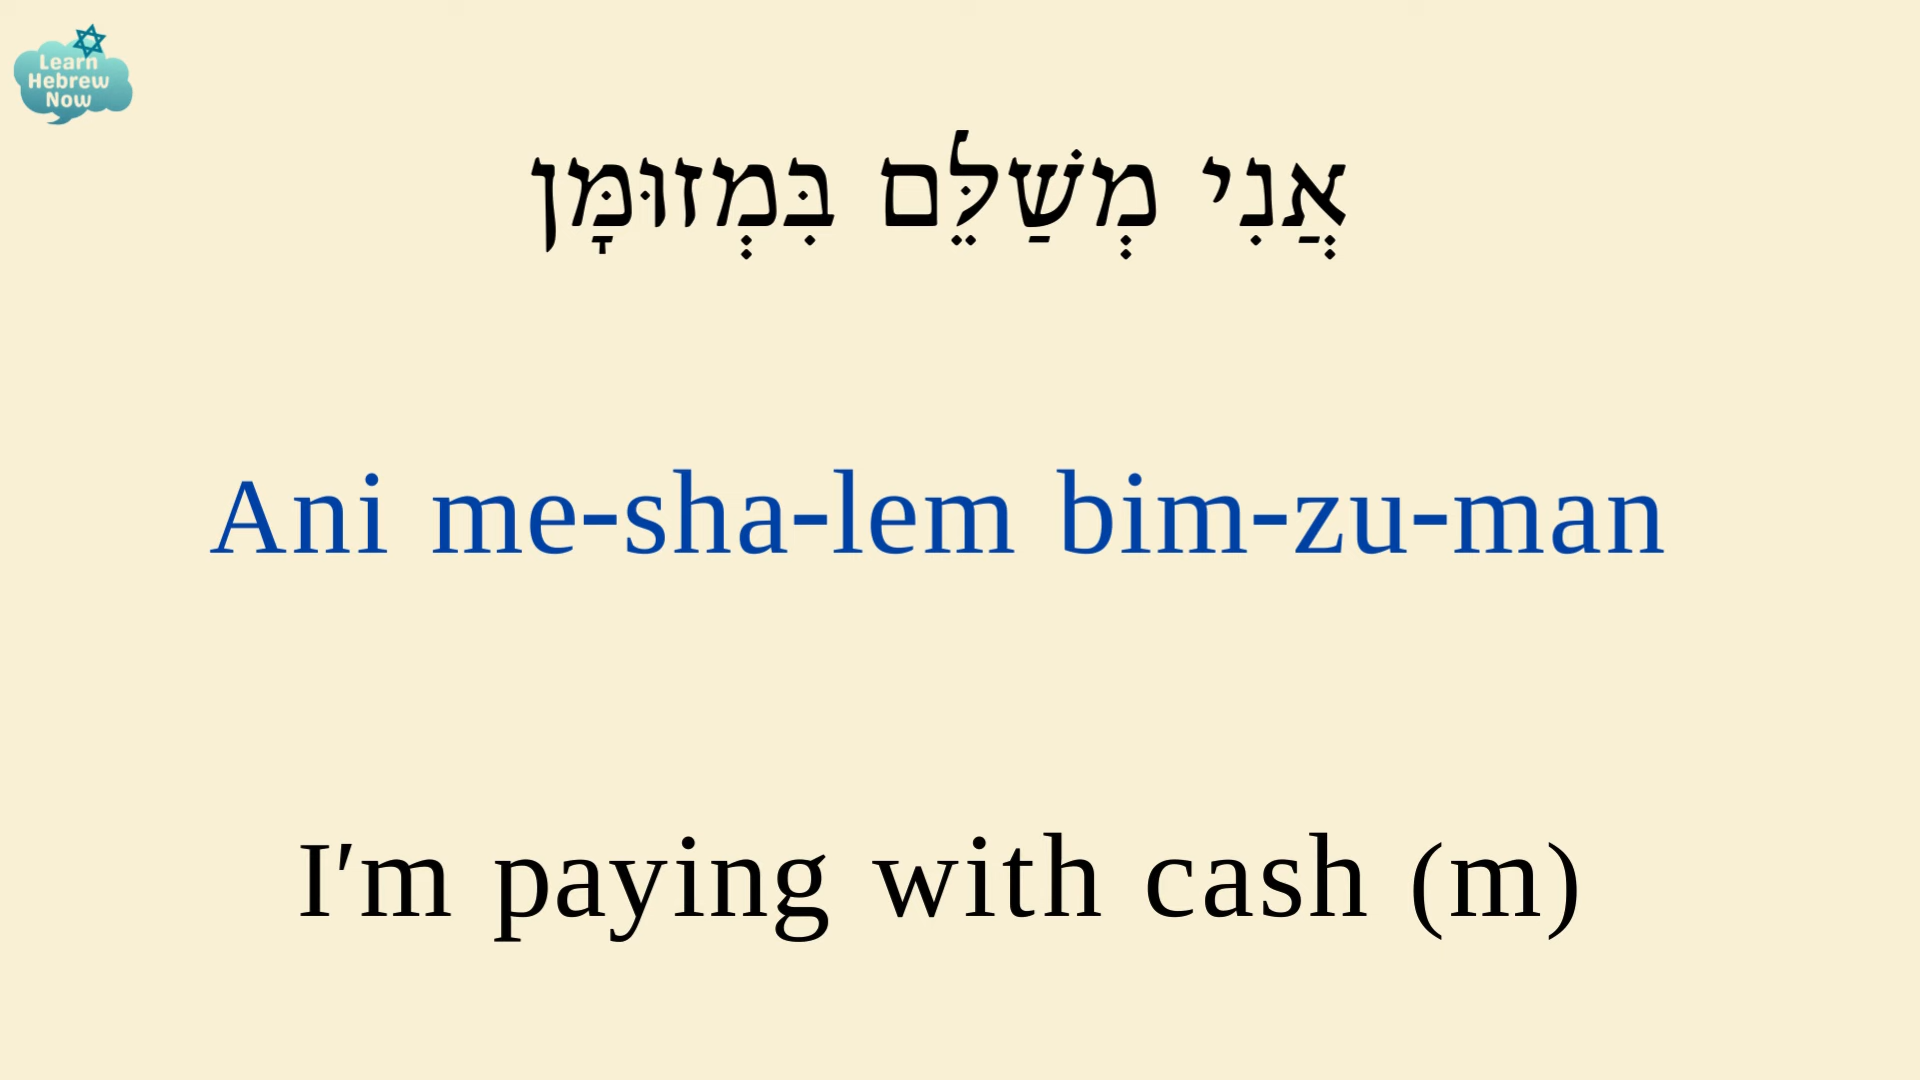 Learn
Hebrew
Now
אֲנִי מְשַׁלֵּם בִּמְזוּמָּן
Ani me-sha-lem bim-zu-man
I'm paying with cash (m)